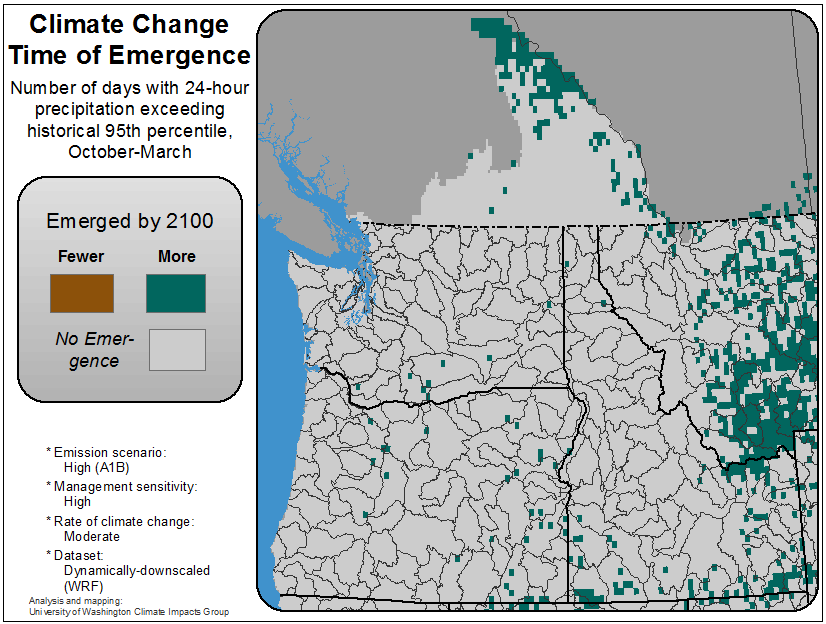 Climate Change
Time of Emergence
Number of days with 24-hour
precipitation exceeding
historical 95th percentile,
October-March
Emerged by 2100
Fewer
More
No Emer-
gence
* Emission scenario:
High (A1B)
* Management sensitivity:
High
* Rate of climate change:
Moderate
* Dataset:
Dynamically-downscaled
(WRF)
Analysis and mapping:
University of Washington Climate Impacts Group